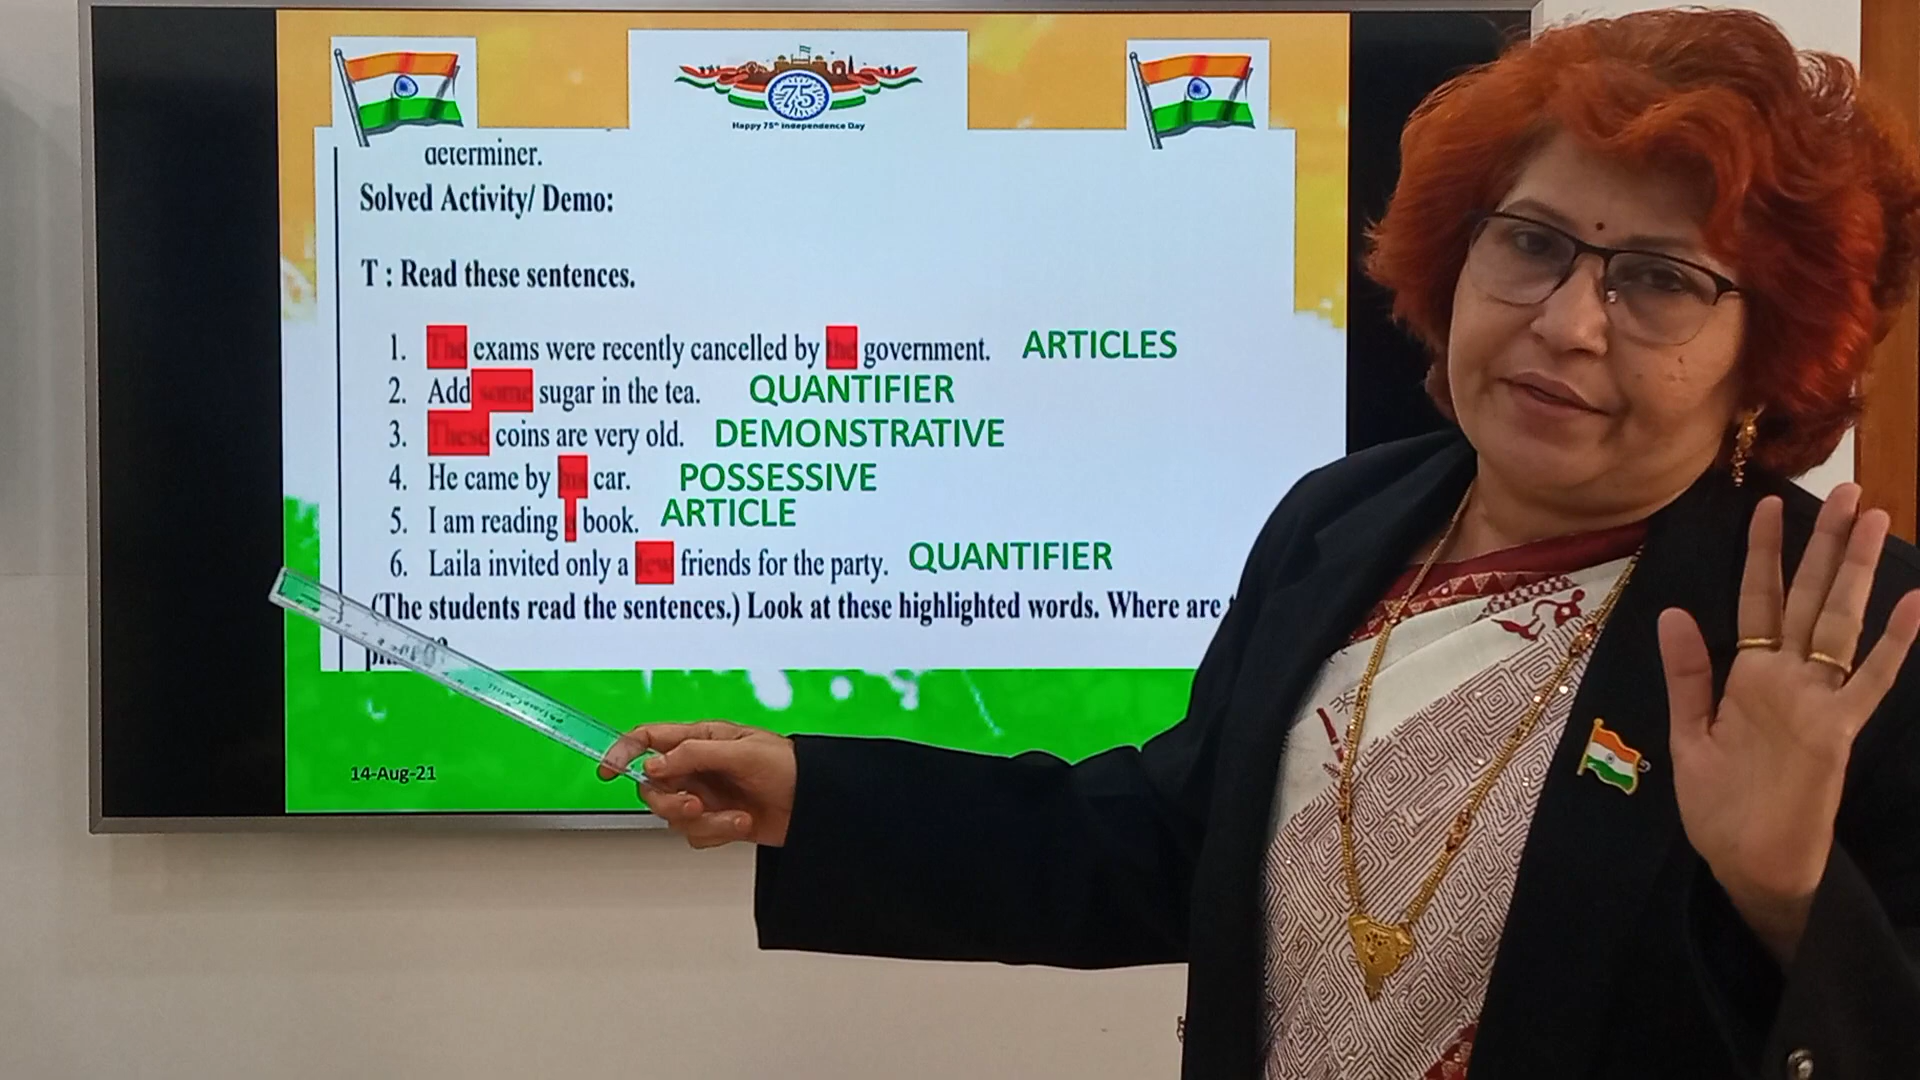 75
Happy 75th Independence Day
determiner.
Solved Activity/ Demo:
T : Read these sentences.
1. The exams were recently cancelled by the government. ARTICLES
2. Add some sugar in the tea. QUANTIFIER
3. These coins are very old. DEMONSTRATIVE
4. He came by his car. POSSESSIVE
5. I am reading a book. ARTICLE
6. Laila invited only a few friends for the party. QUANTIFIER
(The students read the sentences.) Look at these highlighted words. Where are
14-Aug-21